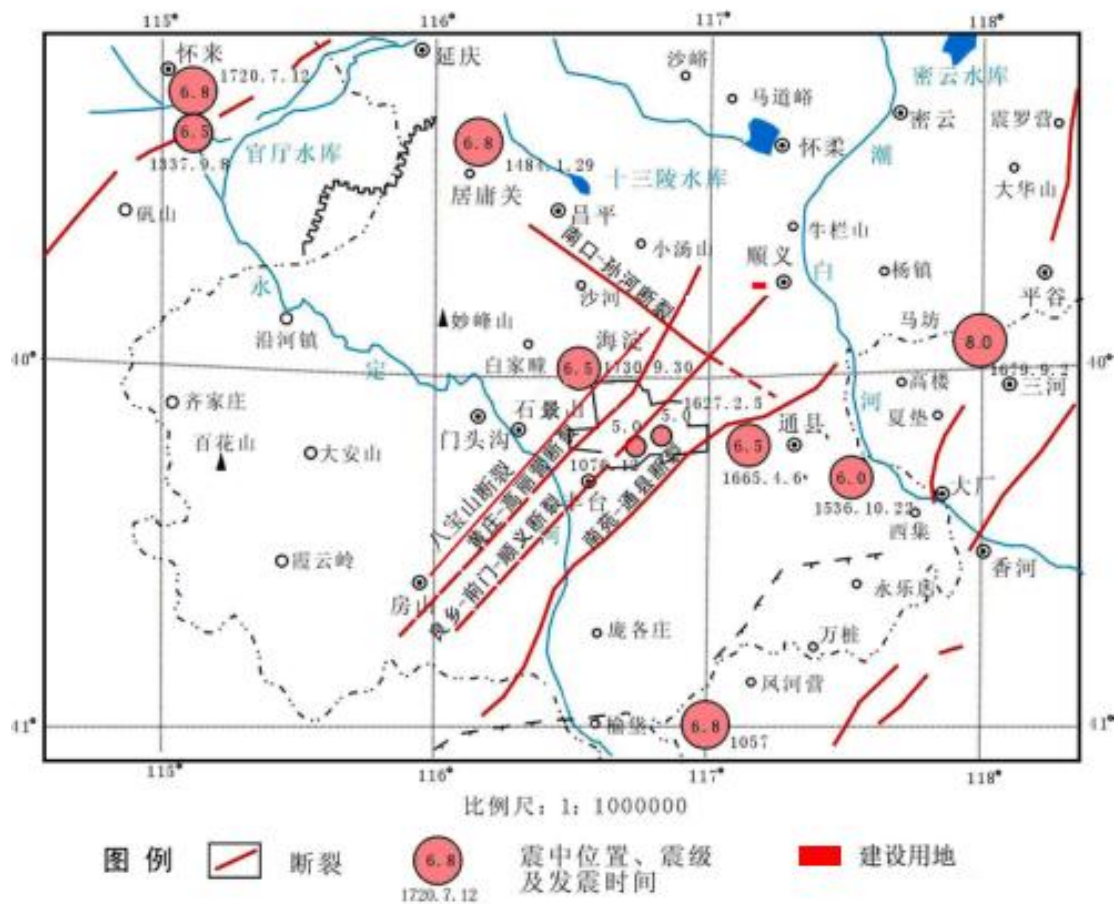 115° 116° 117° 118°
怀来
1720.7.12
6.8
延庆
沙峪
密云水库
马道峪
密云
震罗营
6.5
1337.9.8
官厅水库
6.8
1484.1.29
怀柔
潮
居庸关
十三陵水库
大华山
矾山
昌平
牛栏山
小汤山
南口-孙河断裂
顺义
白
杨镇
平谷
永
沙河
妙峰山
海淀
马坊
沿河镇
8.0
1679.9.2
40° 40°
白家疃
6.5
1730.9.30
定
高楼
三河
齐家庄
石景山
1627.2.5
河
夏垫
5.0
5.0
通县
百花山
门头沟
6.5
1665.4.6
大安山
1076.12
6.0
1536.10.22
大厂
丰台
八宝山断裂
黄庄-高丽营断裂
良乡-前门-顺义断裂
南苑-通县断裂
河
西集
霞云岭
香河
房山
永乐店
庞各庄
万桩
风河营
榆垡
6.8
1057
41° 41°
115° 116° 117° 118°
比例尺: 1: 1000000
图 例
断裂
6.8
1720.7.12
震中位置、震级
及发震时间
建设用地